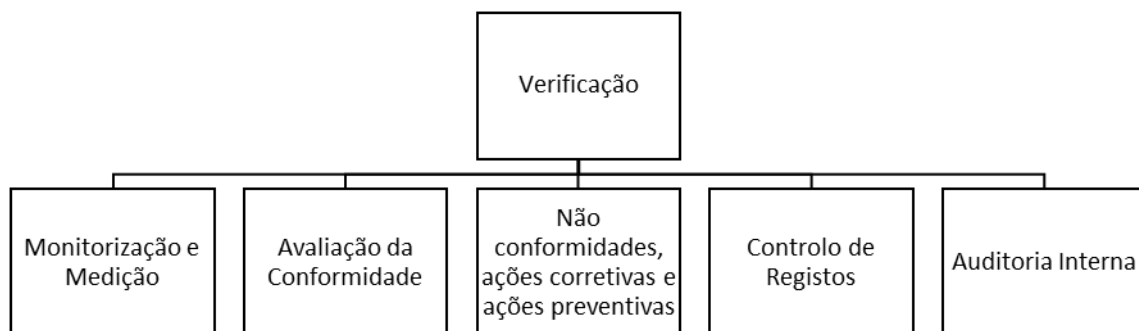 Verificação
Monitorização e
Medição
Avaliação da
Conformidade
Não
conformidades,
ações corretivas e
ações preventivas
Controlo de
Registos
Auditoria Interna